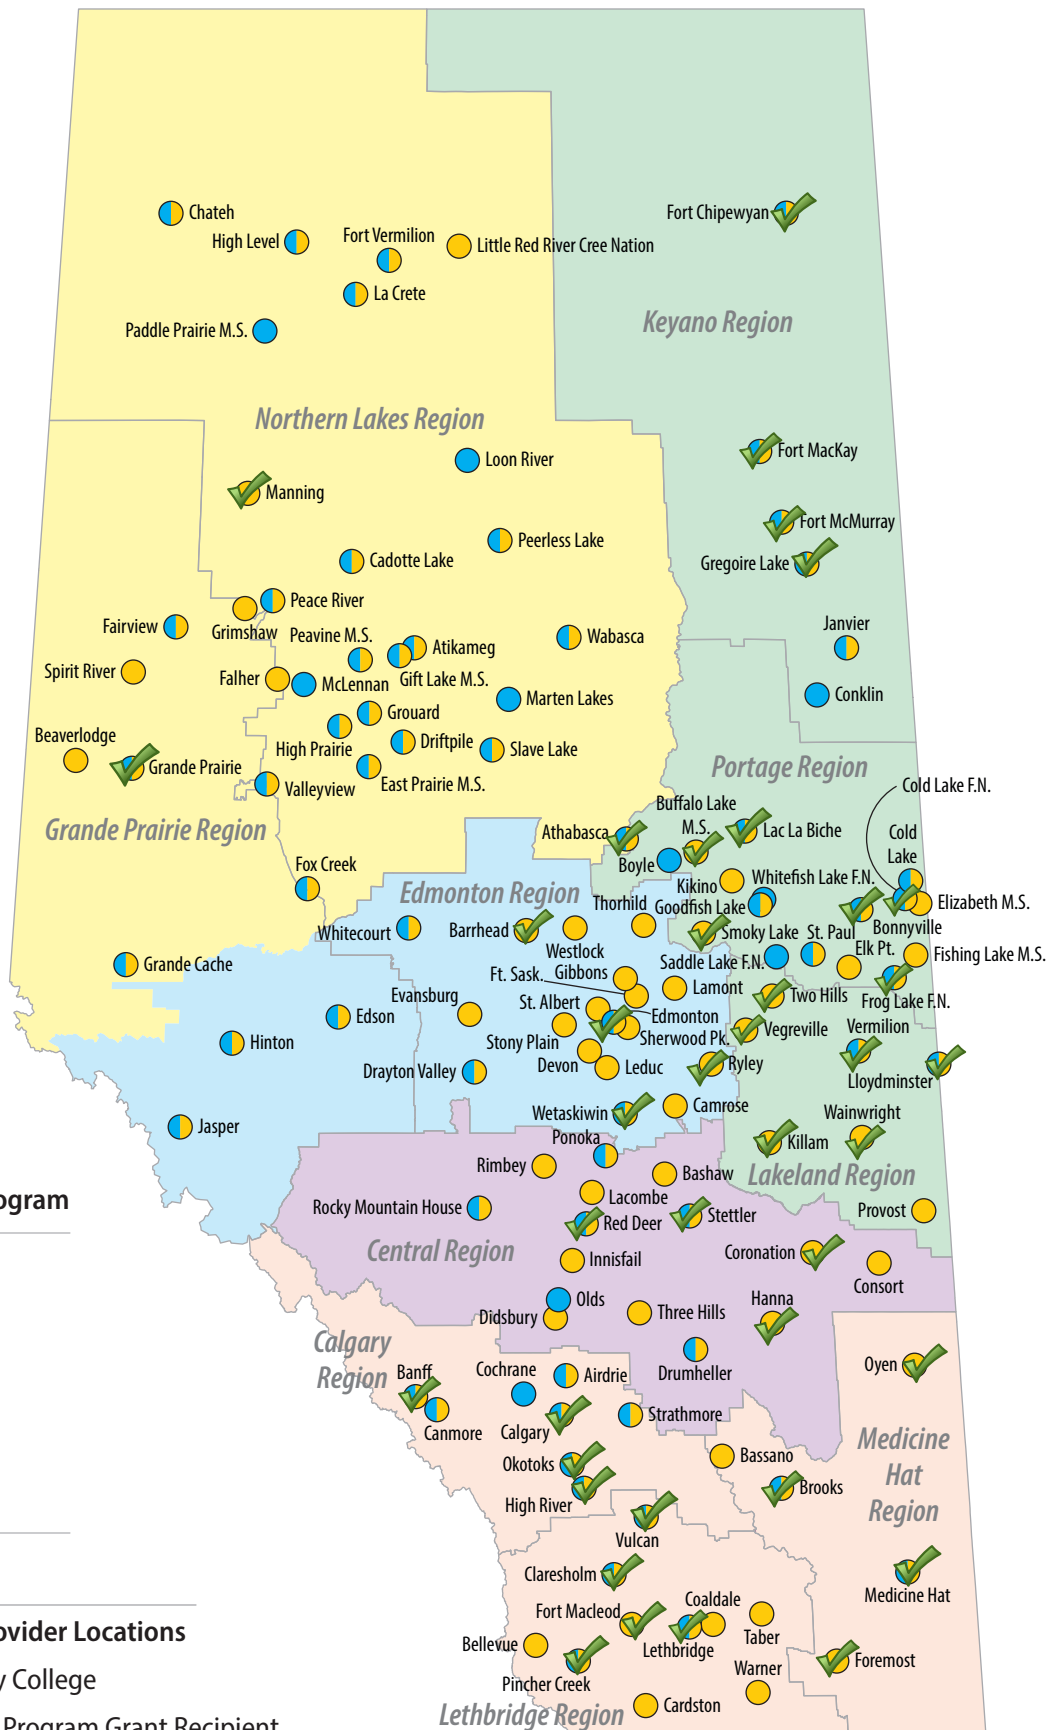 Chateh
Fort Chipewyan
High Level
Fort Vermilion
Little Red River Cree Nation
La Crete
Paddle Prairie M.S.
Keyano Region
Northern Lakes Region
Loon River
Fort MacKay
Manning
Fort McMurray
Peerless Lake
Cadotte Lake
Gregoire Lake
Peace River
Grimshaw
Fairview
Janvier
Peavine M.S.
Wabasca
Atikameg
Spirit River
Falher
McLennan
Gift Lake M.S.
Conklin
Marten Lakes
Grouard
Beaverlodge
High Prairie
Driftpile
Slave Lake
Grande Prairie
Portage Region
East Prairie M.S.
Valleyview
Cold Lake F.N.
Buffalo Lake
M.S.
Grande Prairie Region
Athabasca
Lac La Biche
Cold
Lake
Boyle
Fox Creek
Kikino
Whitefish Lake F.N.
Edmonton Region
Thorhild
Goodfish Lake
Elizabeth M.S.
Whitecourt
Barrhead
Smoky Lake
St. Paul
Bonnyville
Westlock
Elk Pt.
Fishing Lake M.S.
Grande Cache
Saddle Lake F.N.
Gibbons
Ft. Sask.
Lamont
Evansburg
Two Hills
Frog Lake F.N.
St. Albert
Edson
Edmonton
Vegreville
Vermilion
Stony Plain
Sherwood Pk.
Hinton
Devon
Leduc
Ryley
Drayton Valley
Lloydminster
Wetaskiwin
Camrose
Wainwright
Jasper
Ponoka
Killam
Rimbey
Bashaw
Lakeland Region
ogram
Lacombe
Rocky Mountain House
Red Deer
Stettler
Provost
Central Region
Coronation
Innisfail
Consort
Olds
Hanna
Didsbury
Three Hills
Calgary
Region
Oyen
Banff
Cochrane
Airdrie
Drumheller
Canmore
Calgary
Strathmore
Medicine
Hat
Region
Okotoks
Bassano
Brooks
High River
Vulcan
Claresholm
Medicine Hat
Fort Macleod
Coaldale
ovider Locations
Bellevue
Lethbridge
Taber
Foremost
y College
Pincher Creek
Warner
Cardston
Lethbridge Region
Program Grant Recipient